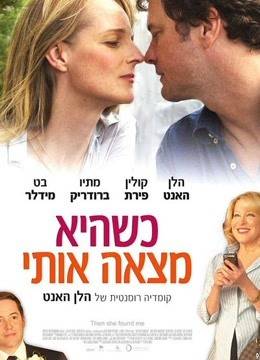 הלן קולין מתיו בט
האנט פירת ברודריק מידלר
כשהיא
מצאה אותי
קומדיה רומנטית של הלן האנט
Then she found me